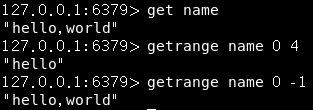 127.0.0.1:6379> get name
"hello,world"
127.0.0.1:6379> getrange name 0 4
"hello"
127.0.0.1:6379> getrange name 0 -1
"hello,world"